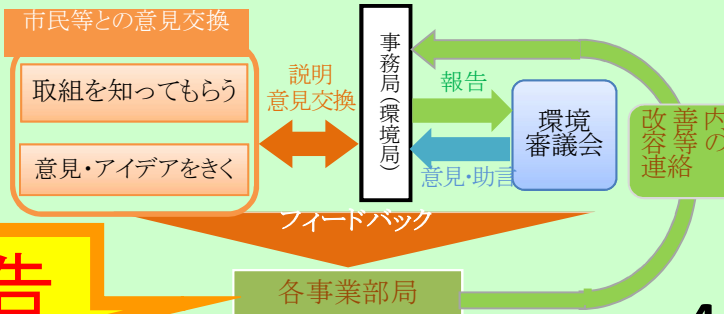 市民等との意見交換
取組を知ってもらう
意見・アイデアをきく
説明
意見交換
事務局(環境局)
報告
意見・助言
環境
審議会
改善内
容等の
連絡
フィードバック
各事業部局
告